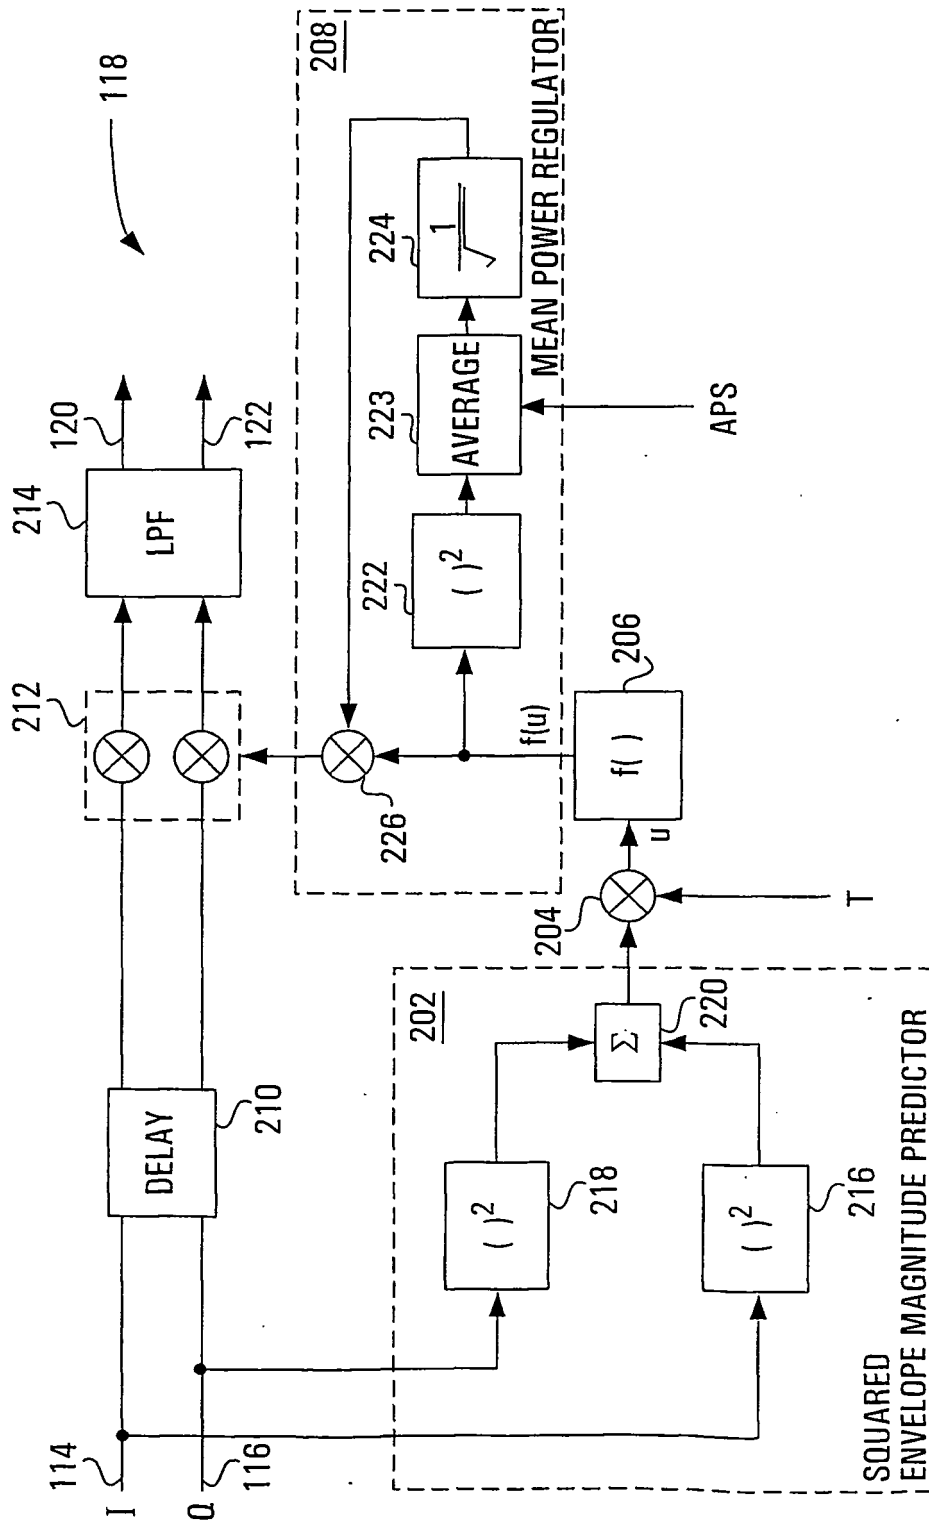 118
I
114
Q
116
DELAY
210
212
214
LPF
120
122
208
MEAN POWER REGULATOR
226
f(u)
222
( )²
223
AVERAGE
224
1/√
APS
206
f( )
u
204
T
202
220
Σ
218
( )²
216
( )²
SQUARED
ENVELOPE MAGNITUDE PREDICTOR